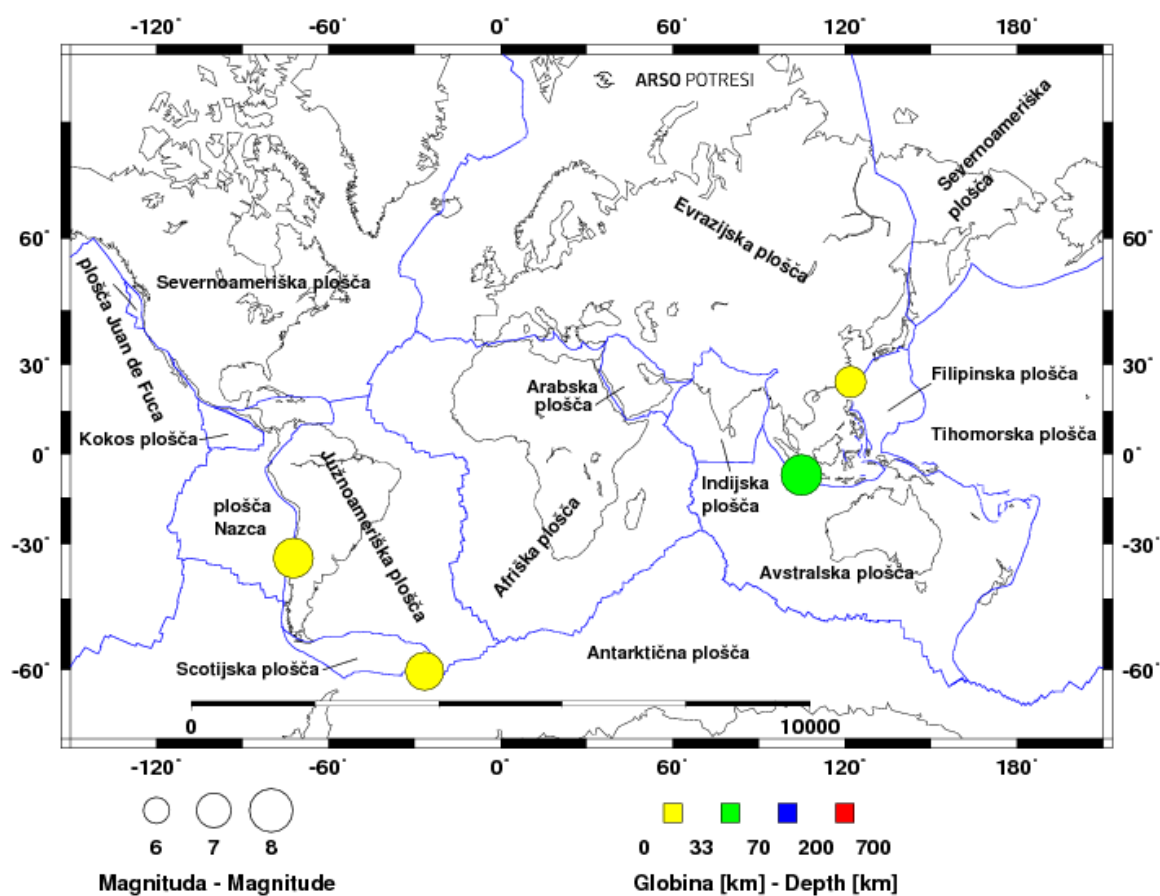 -120° -60° 0° 60° 120° 180°
ARSO POTRESI
Severnoameriška
plošča
Evrazijska plošča
60° 60°
Severnoameriška plošča
plošča Juan de Fuca
30° 30°
Arabska
plošča
Filipinska plošča
Kokos plošča
Tihomorska plošča
0° 0°
Južnoameriška plošča
Indijska
plošča
plošča
Nazca
Afriška plošča
-30° -30°
Avstralska plošča
Antarktična plošča
Scotijska plošča
-60° -60°
0 10000
-120° -60° 0° 60° 120° 180°
6 7 8
0 33 70 200 700
Magnituda - Magnitude
Globina [km] - Depth [km]